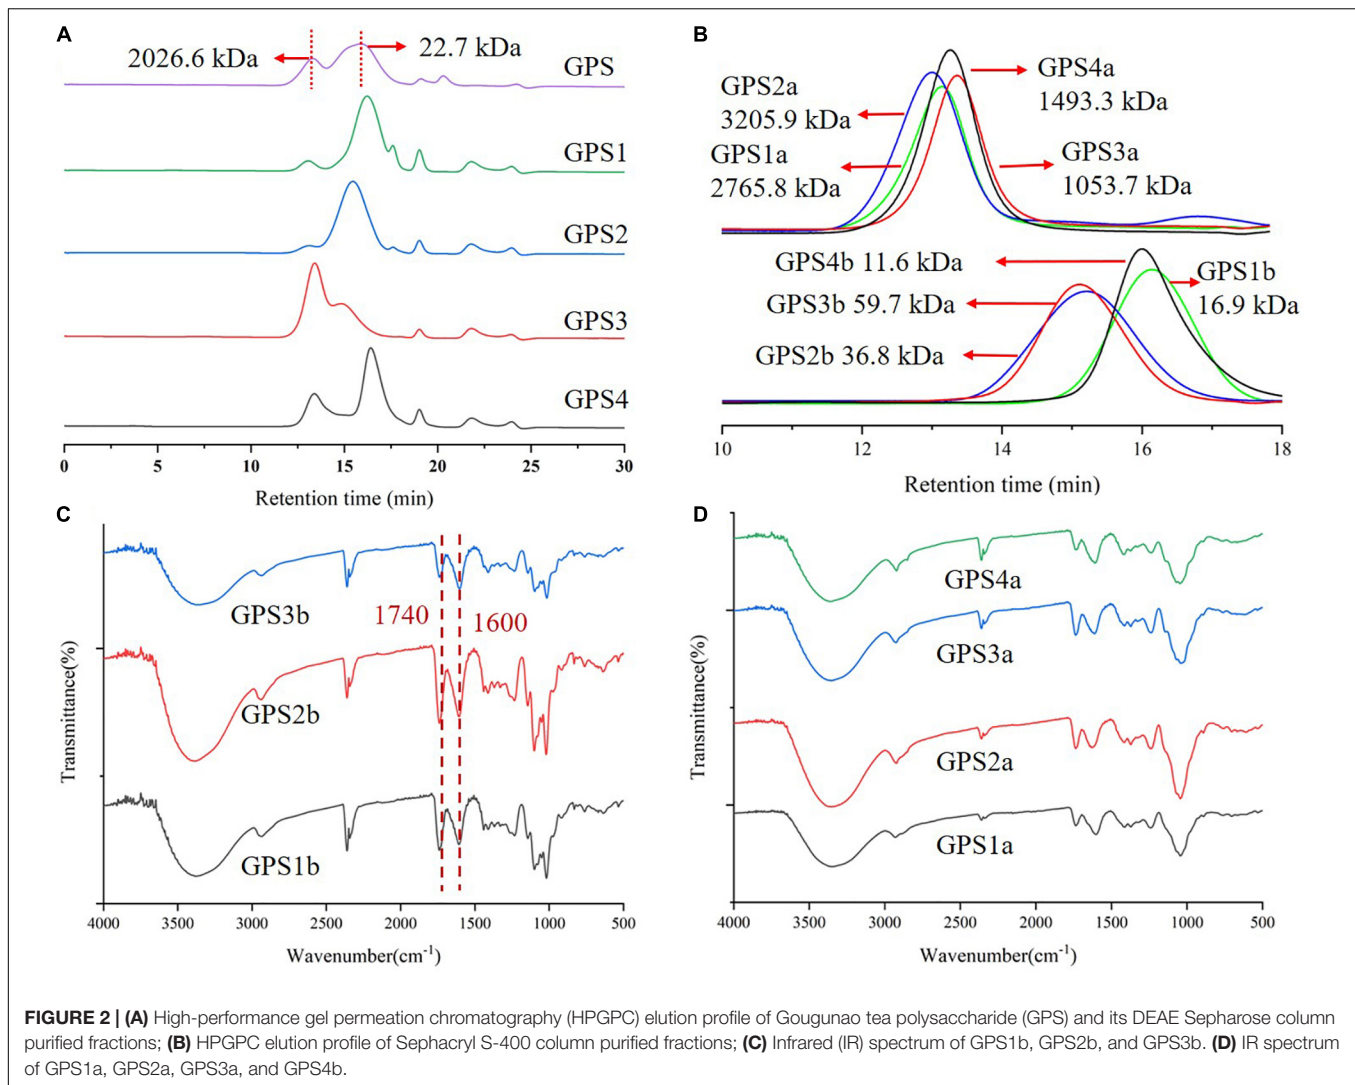 A
2026.6 kDa
22.7 kDa
GPS
GPS1
GPS2
GPS3
GPS4
0 5 10 15 20 25 30
Retention time (min)
B
GPS2a
3205.9 kDa
GPS1a
2765.8 kDa
GPS4a
1493.3 kDa
GPS3a
1053.7 kDa
GPS4b 11.6 kDa
GPS3b 59.7 kDa
GPS2b 36.8 kDa
GPS1b
16.9 kDa
10 12 14 16 18
Retention time (min)
C
Transmittance(%)
GPS3b
1740
1600
GPS2b
GPS1b
4000 3500 3000 2500 2000 1500 1000 500
Wavenumber(cm⁻¹)
D
Transmittance(%)
GPS4a
GPS3a
GPS2a
GPS1a
4000 3500 3000 2500 2000 1500 1000 500
Wavenumber(cm⁻¹)
FIGURE 2 | (A) High-performance gel permeation chromatography (HPGPC) elution profile of Gougunao tea polysaccharide (GPS) and its DEAE Sepharose column
purified fractions; (B) HPGPC elution profile of Sephacryl S-400 column purified fractions; (C) Infrared (IR) spectrum of GPS1b, GPS2b, and GPS3b. (D) IR spectrum
of GPS1a, GPS2a, GPS3a, and GPS4b.